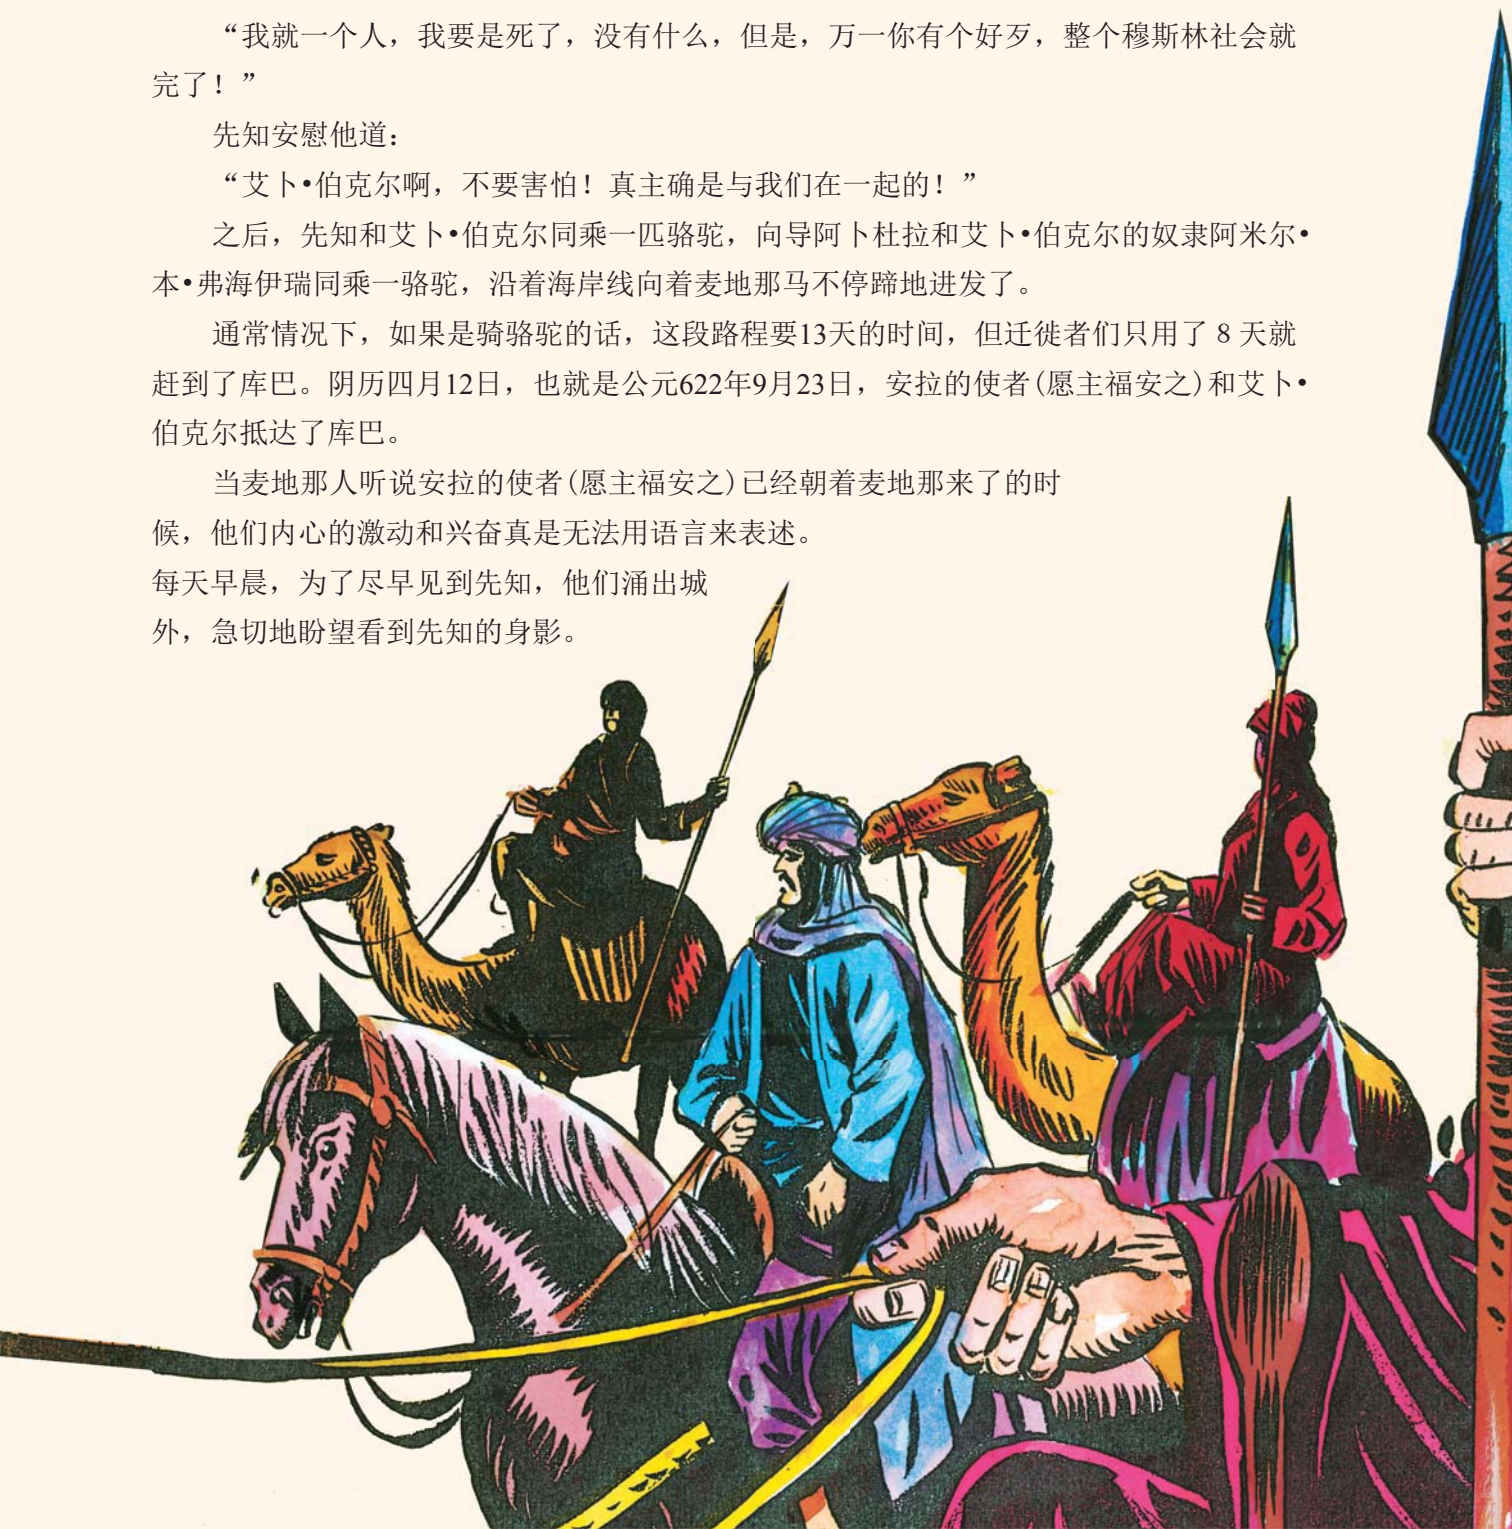 “我就一个人，我要是死了，没有什么，但是，万一你有个好歹，整个穆斯林社会就
完了！”
先知安慰他道：
“艾卜•伯克尔啊，不要害怕！真主确是与我们在一起的！”
之后，先知和艾卜•伯克尔同乘一匹骆驼，向导阿卜杜拉和艾卜•伯克尔的奴隶阿米尔•
本•弗海伊瑞同乘一骆驼，沿着海岸线向着麦地那马不停蹄地进发了。
通常情况下，如果是骑骆驼的话，这段路程要13天的时间，但迁徙者们只用了 8 天就
赶到了库巴。阴历四月12日，也就是公元622年9月23日，安拉的使者(愿主福安之)和艾卜•
伯克尔抵达了库巴。
当麦地那人听说安拉的使者(愿主福安之)已经朝着麦地那来了的时
候，他们内心的激动和兴奋真是无法用语言来表述。
每天早晨，为了尽早见到先知，他们涌出城
外，急切地盼望看到先知的身影。